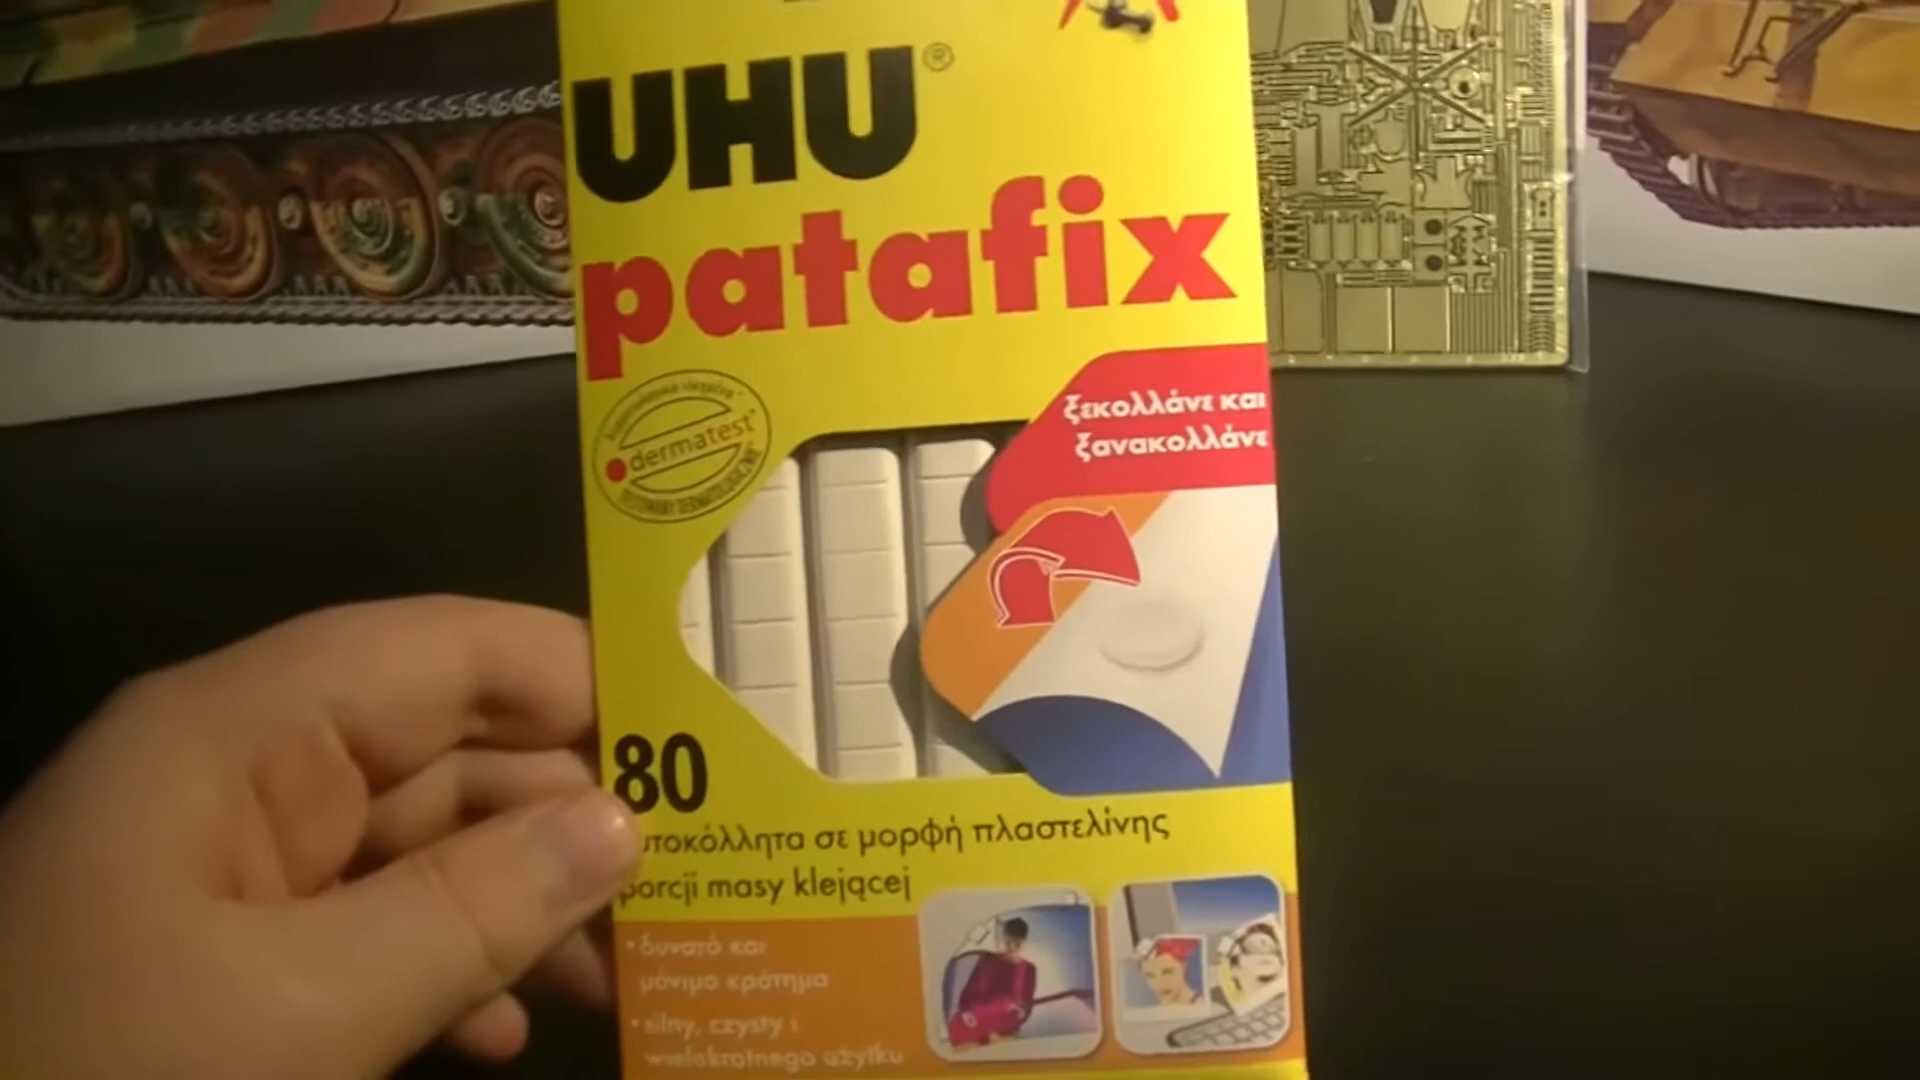 UHU®
patafix
dermatest
ξεκολλάνε και
ξανακολλάνε
80
αυτοκόλλητα σε μορφή πλαστελίνης
porcji masy klejącej
• δυνατό και
μόνιμο κράτημα
• silny, czysty i
wielokrotnego użytku